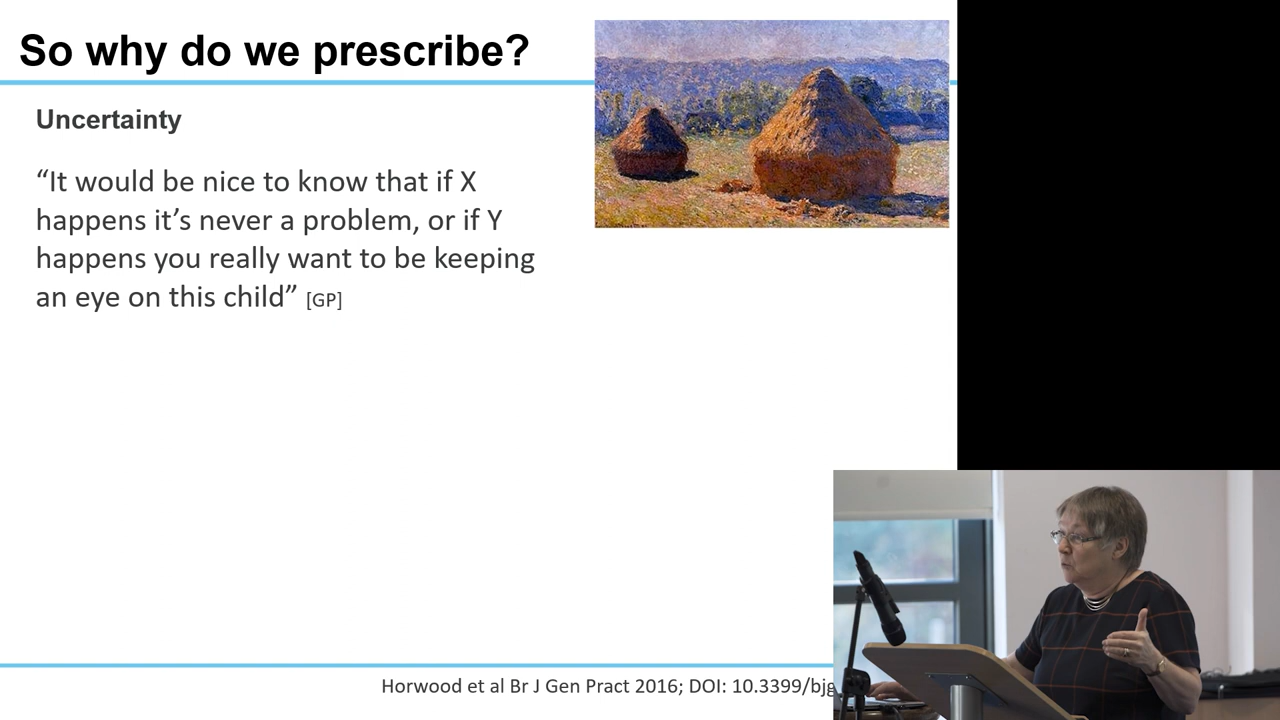 So why do we prescribe?
Uncertainty
“It would be nice to know that if X
happens it’s never a problem, or if Y
happens you really want to be keeping
an eye on this child” [GP]
Horwood et al Br J Gen Pract 2016; DOI: 10.3399/bjg